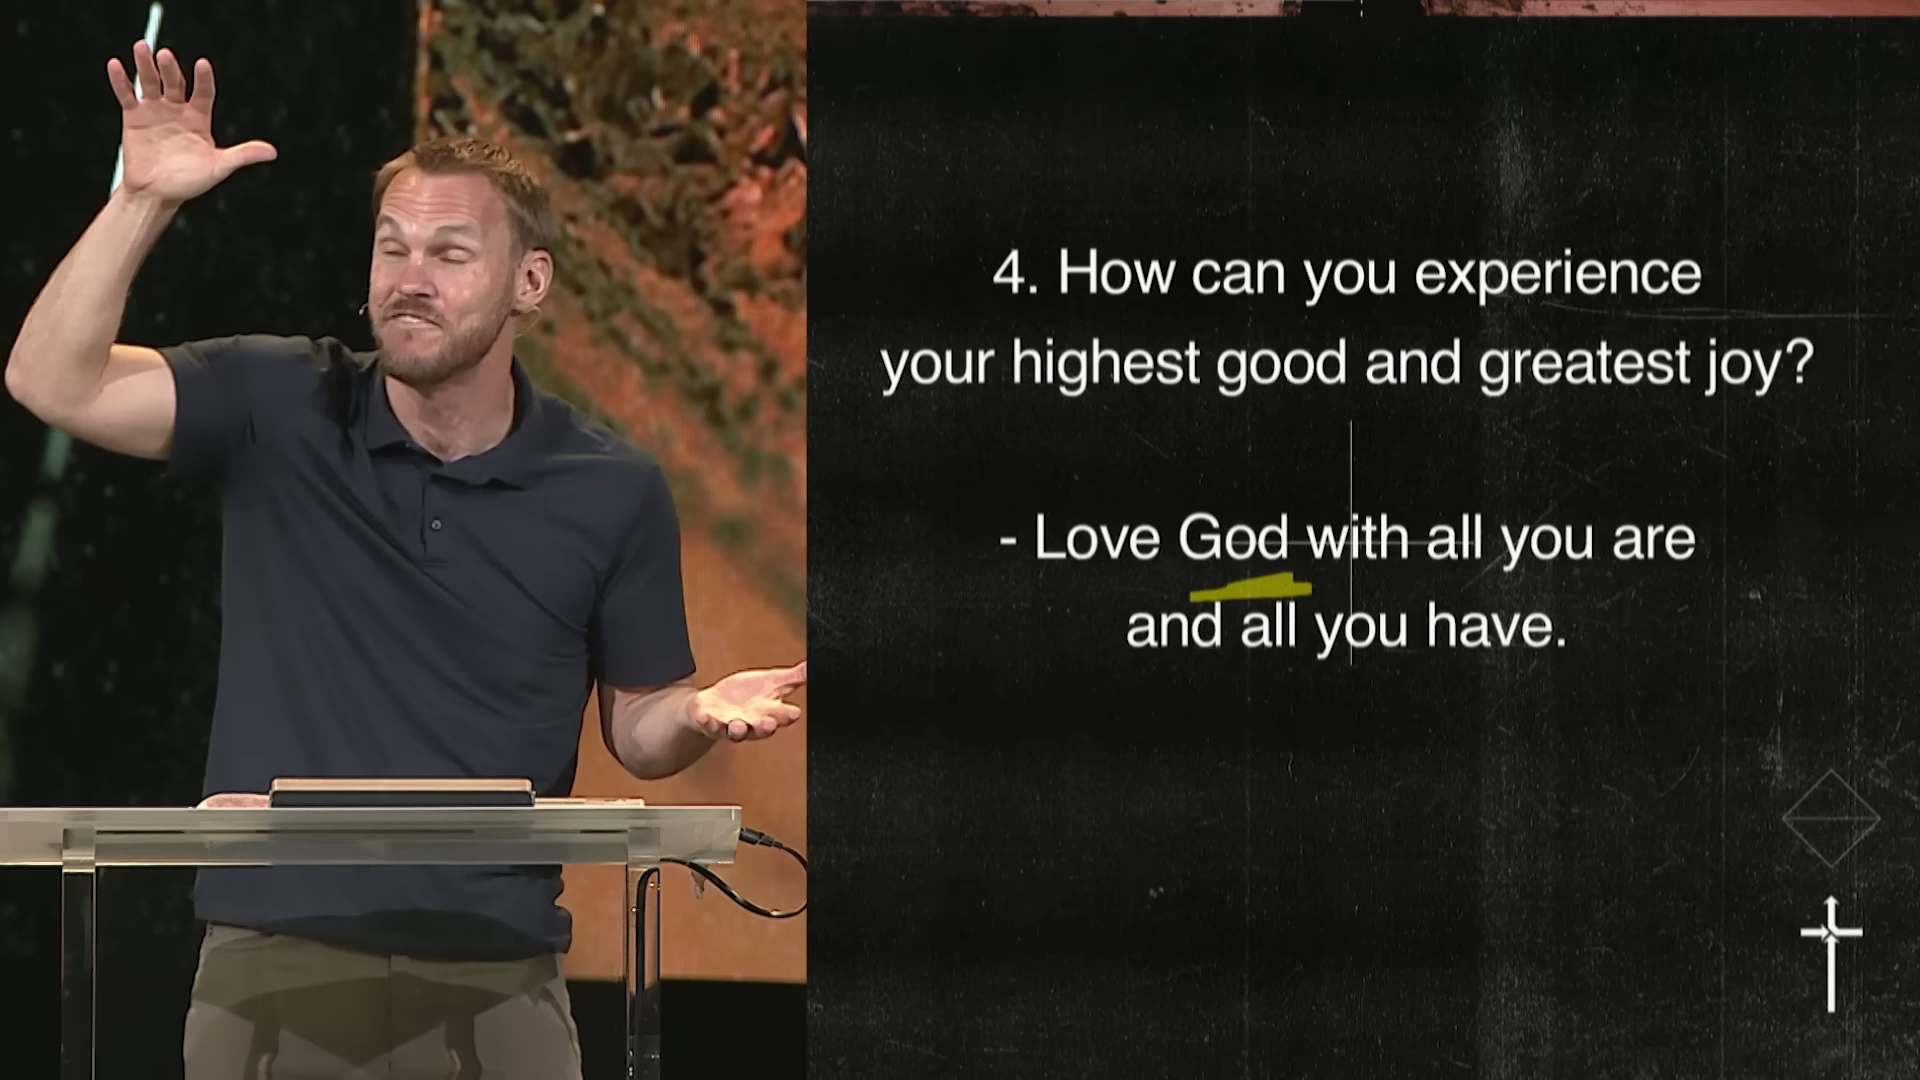 4. How can you experience
your highest good and greatest joy?
- Love God with all you are
and all you have.